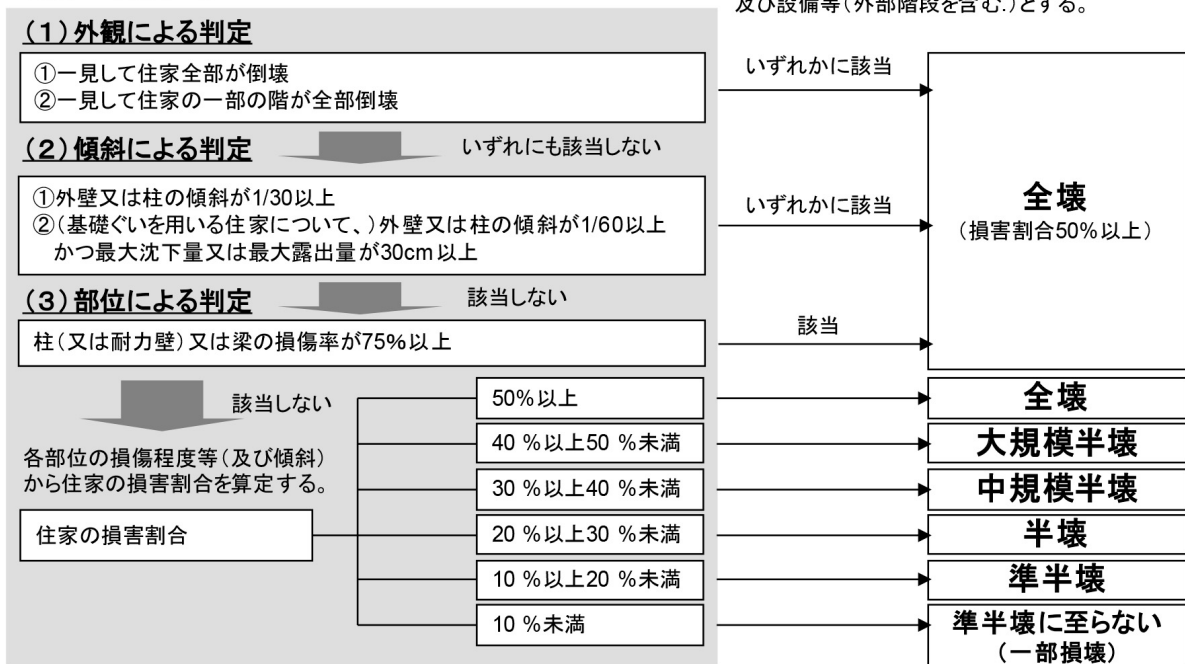 及び設備等(外部階段を含む.)とする。
(1)外観による判定
①一見して住家全部が倒壊
②一見して住家の一部の階が全部倒壊
いずれかに該当
(2)傾斜による判定
いずれにも該当しない
①外壁又は柱の傾斜が1/30以上
②(基礎ぐいを用いる住家について、)外壁又は柱の傾斜が1/60以上
かつ最大沈下量又は最大露出量が30cm以上
いずれかに該当
全壊
(損害割合50%以上)
(3)部位による判定
該当しない
柱(又は耐力壁)又は梁の損傷率が75%以上
該当
該当しない
各部位の損傷程度等(及び傾斜)
から住家の損害割合を算定する。
住家の損害割合
50%以上
全壊
40 %以上50 %未満
大規模半壊
30 %以上40 %未満
中規模半壊
20 %以上30 %未満
半壊
10 %以上20 %未満
準半壊
10 %未満
準半壊に至らない
(一部損壊)